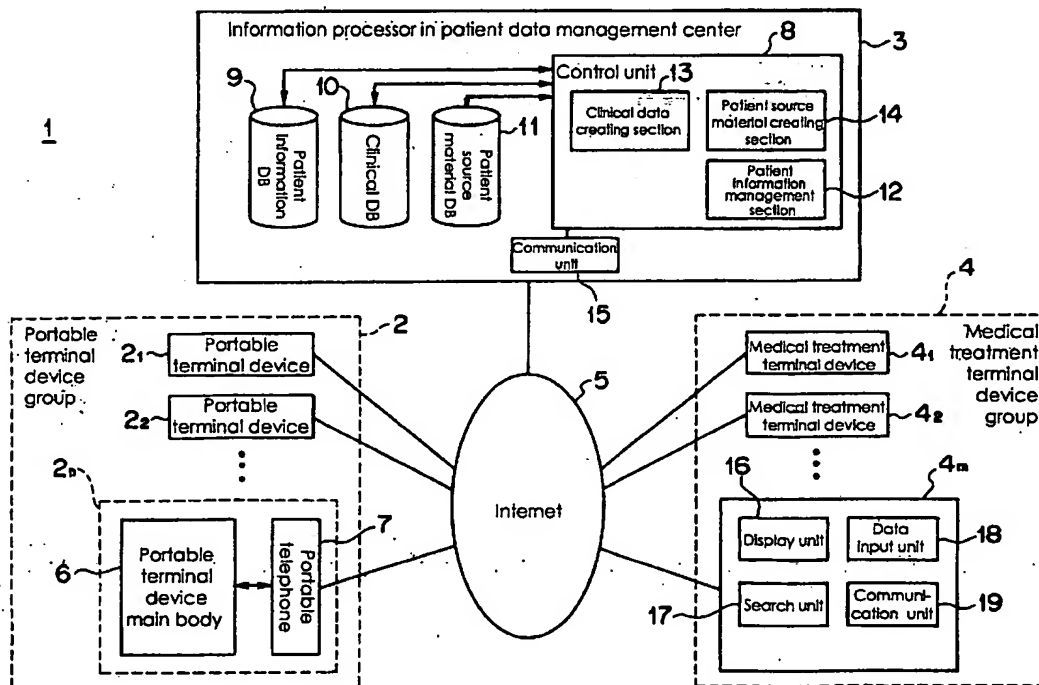 Information processor in patient data management center
8
3
Control unit
13
9
10
11
Clinical data
creating section
Patient source
material creating
section
14
1
Patient
Information
DB
Clinical DB
Patient
source
material DB
Patient
Information
management
section
12
Communication
unit
15
4
Portable
terminal
device
group
2
Medical
treatment
terminal
device
group
21
Portable
terminal device
22
Portable
terminal device
5
Medical treatment
terminal device
41
Medical treatment
terminal device
42
2n
7
Internet
16
4m
6
Portable
terminal
device
main body
Portable
telephone
Display unit
Data
input unit
18
17
Search unit
Communi-
cation unit
19